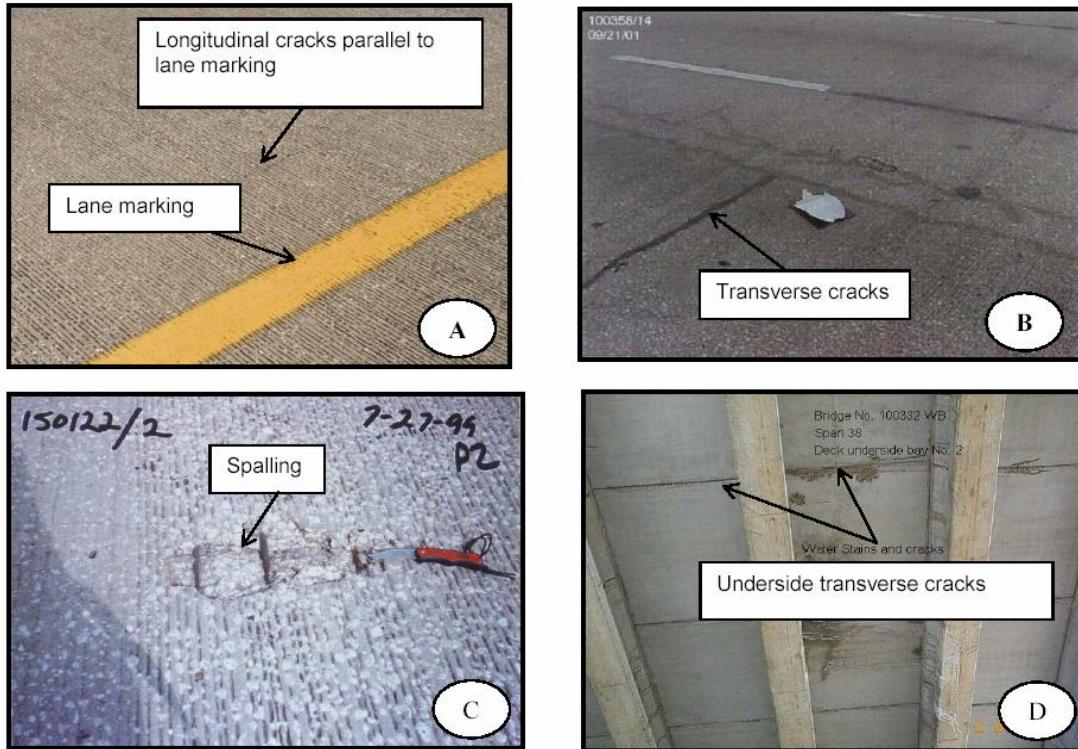 Longitudinal cracks parallel to
lane marking
Lane marking
A
100358/14
09/21/01
Transverse cracks
B
150122/2
7-27-99
P2
Spalling
C
Bridge No. 100332 WB
Span 38
Deck underside bay No. 2
Water Stains and cracks
Underside transverse cracks
D